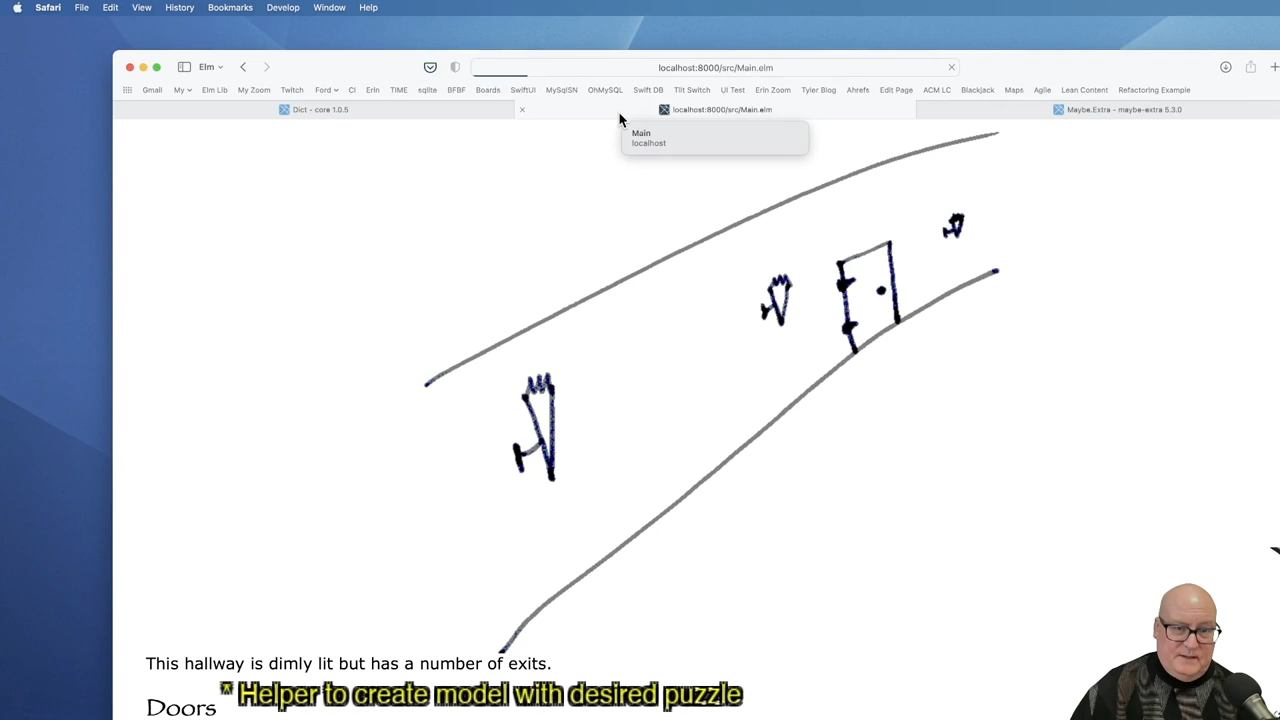 Safari File Edit View History Bookmarks Develop Window Help
Elm localhost:8000/src/Main.elm
Gmail My Elm Lib My Zoom Twitch Ford CI Erin TIME sqlite BFBF Boards SwiftUI MySqlSN OhMySQL Swift DB Tilt Switch UI Test Erin Zoom Tyler Blog Ahrefs Edit Page ACM LC Blackjack Maps Agile Lean Content Refactoring Example
Dict - core 1.0.5 localhost:8000/src/Main.elm Maybe.Extra - maybe-extra 5.3.0
Main
localhost
This hallway is dimly lit but has a number of exits.
* Helper to create model with desired puzzle
Doors